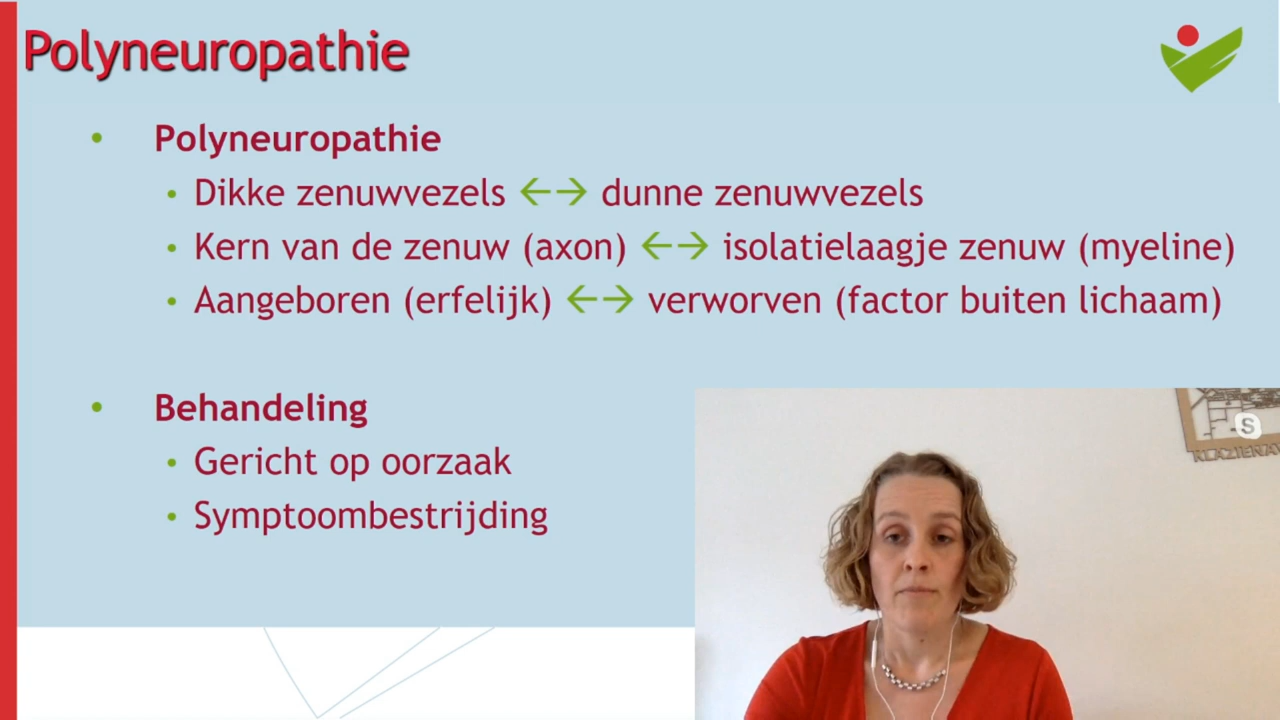 Polyneuropathie
• Polyneuropathie
• Dikke zenuwvezels ←→ dunne zenuwvezels
• Kern van de zenuw (axon) ←→ isolatielaagje zenuw (myeline)
• Aangeboren (erfelijk) ←→ verworven (factor buiten lichaam)
• Behandeling
• Gericht op oorzaak
• Symptoombestrijding
S